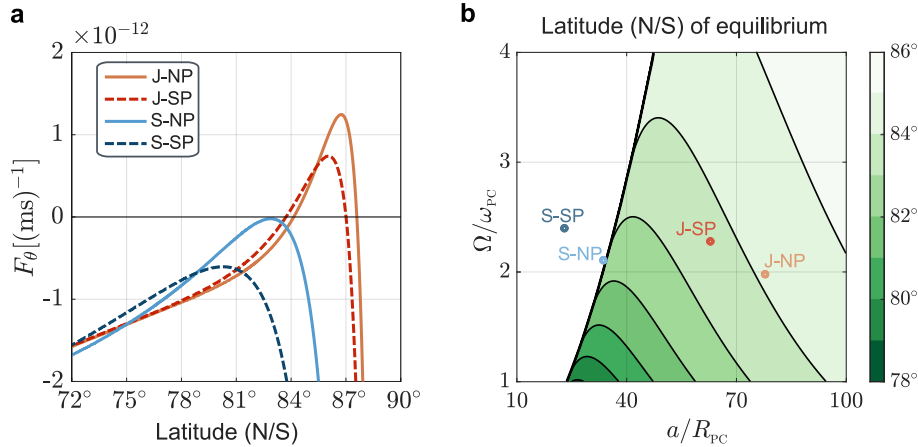 a
×10⁻¹²
2
1
0
-1
-2
F_θ[(ms)⁻¹]
J-NP
J-SP
S-NP
S-SP
72° 75° 78° 81° 84° 87° 90°
Latitude (N/S)
b
Latitude (N/S) of equilibrium
4
3
2
1
Ω/ω_PC
S-SP
S-NP
J-SP
J-NP
10 40 70 100
a/R_PC
86°
84°
82°
80°
78°